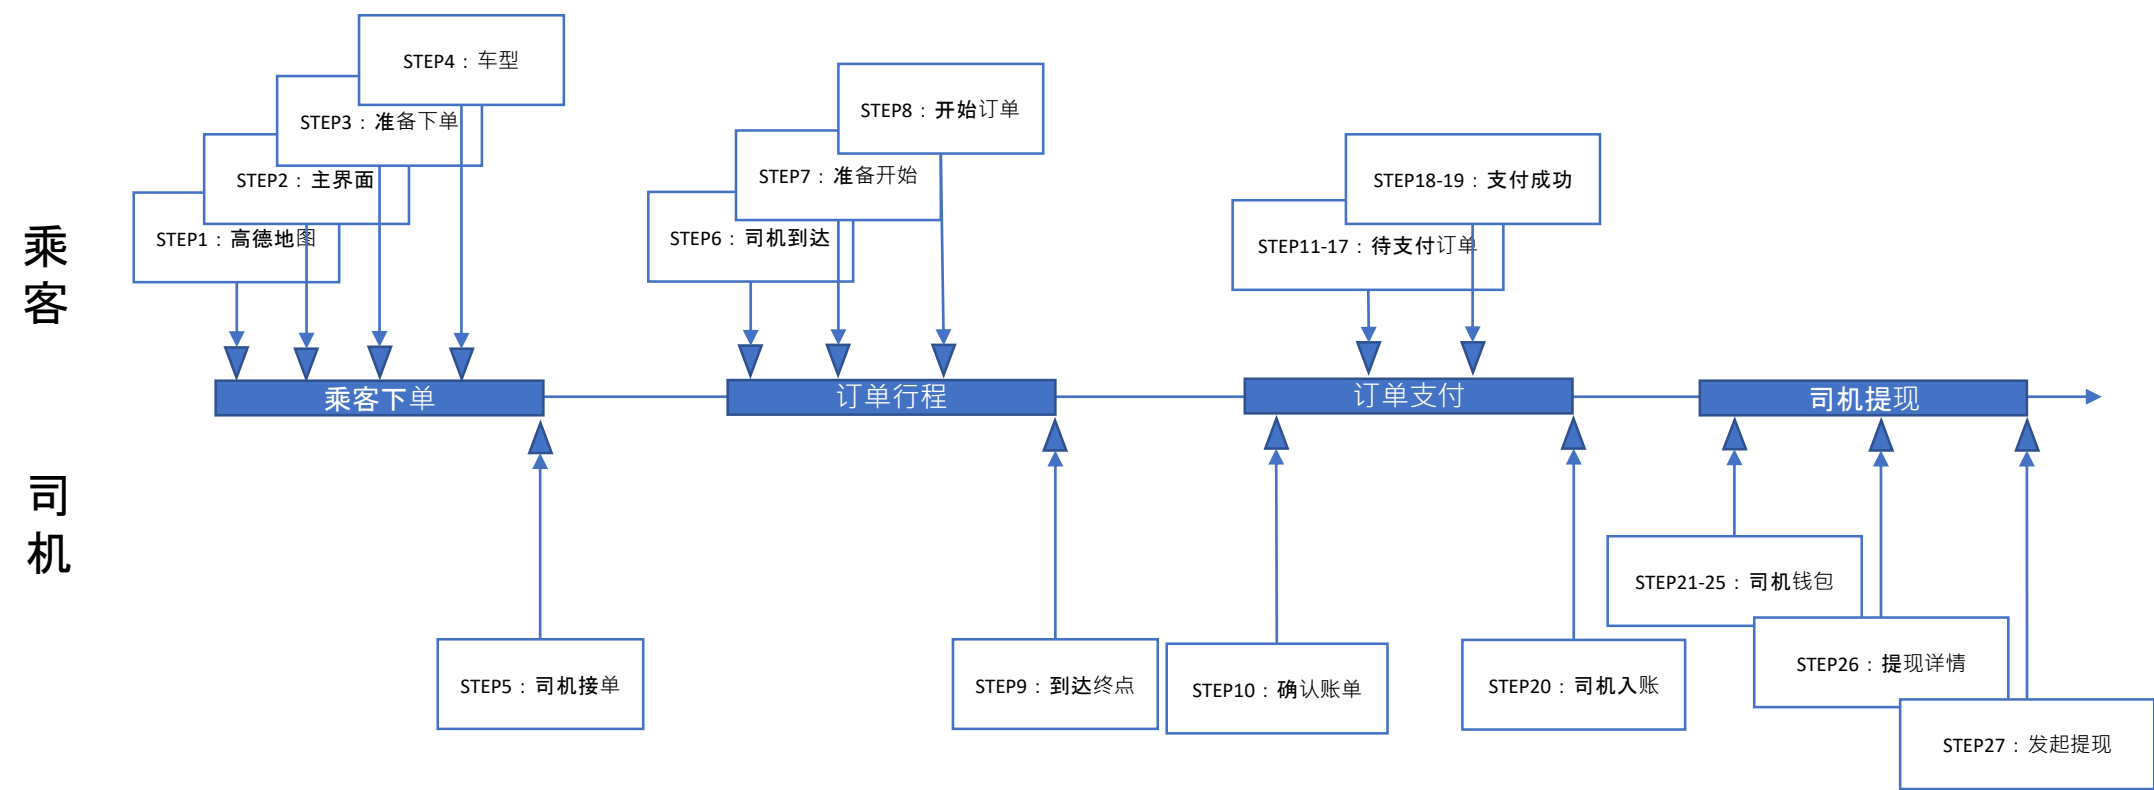 STEP4：车型
STEP3：准备下单
STEP2：主界面
STEP1：高德地图
STEP8：开始订单
STEP7：准备开始
STEP6：司机到达
STEP18-19：支付成功
STEP11-17：待支付订单
乘
客
乘客下单
订单行程
订单支付
司机提现
司
机
STEP5：司机接单
STEP9：到达终点
STEP10：确认账单
STEP20：司机入账
STEP21-25：司机钱包
STEP26：提现详情
STEP27：发起提现